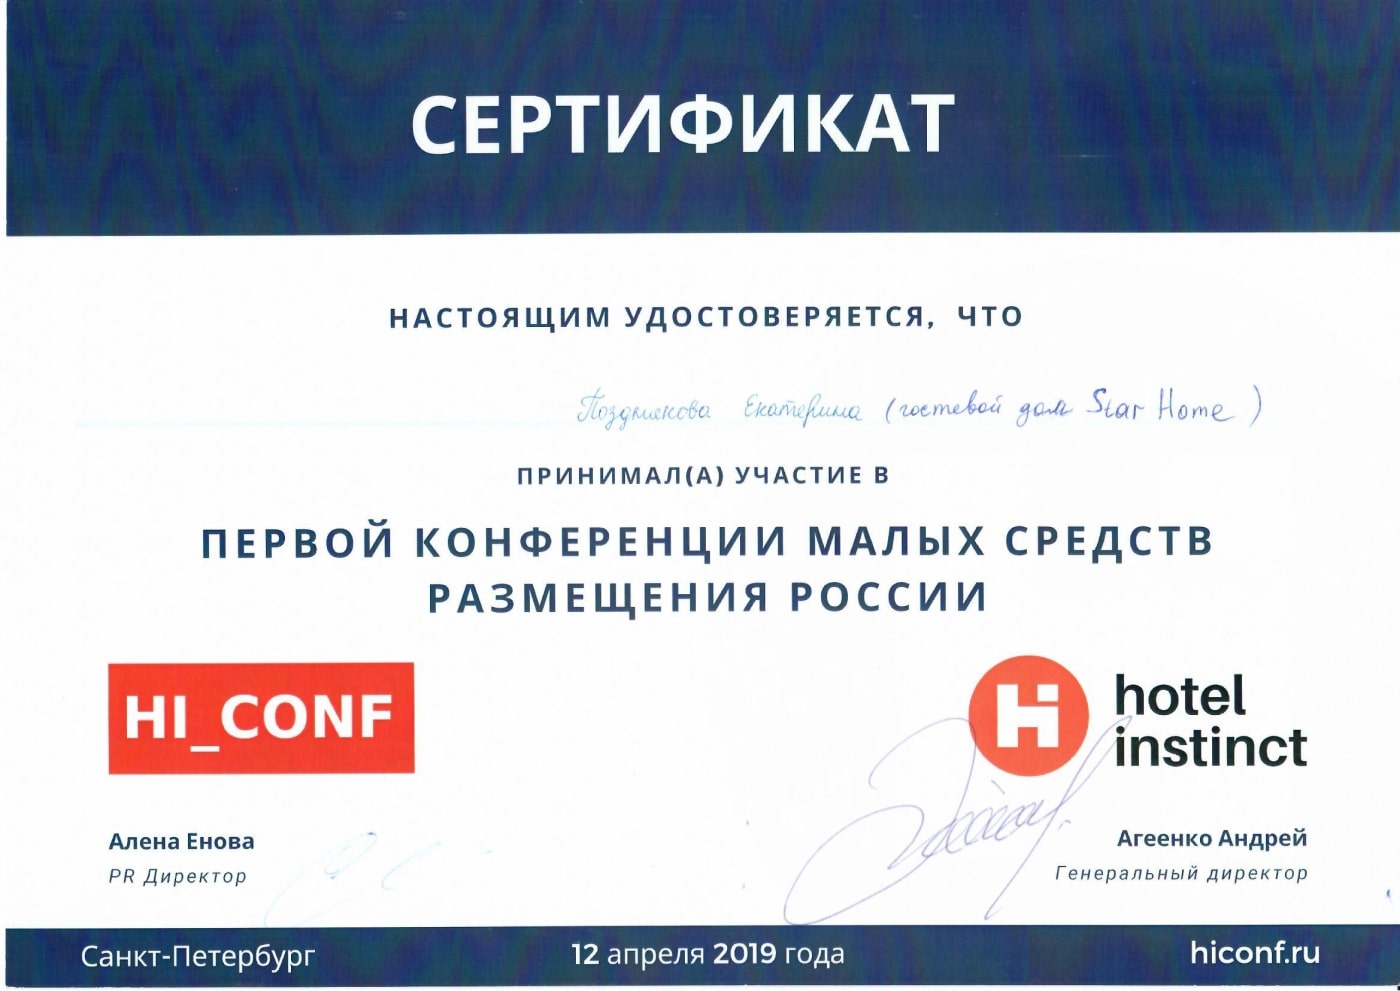 СЕРТИФИКАТ
НАСТОЯЩИМ УДОСТОВЕРЯЕТСЯ, ЧТО
Позднякова Екатерина (гостевой дом Star Home)
ПРИНИМАЛ(А) УЧАСТИЕ В
ПЕРВОЙ КОНФЕРЕНЦИИ МАЛЫХ СРЕДСТВ
РАЗМЕЩЕНИЯ РОССИИ
HI_CONF
Hi hotel
instinct
Алена Енова
PR Директор
Агеенко Андрей
Генеральный директор
Санкт-Петербург
12 апреля 2019 года
hiconf.ru